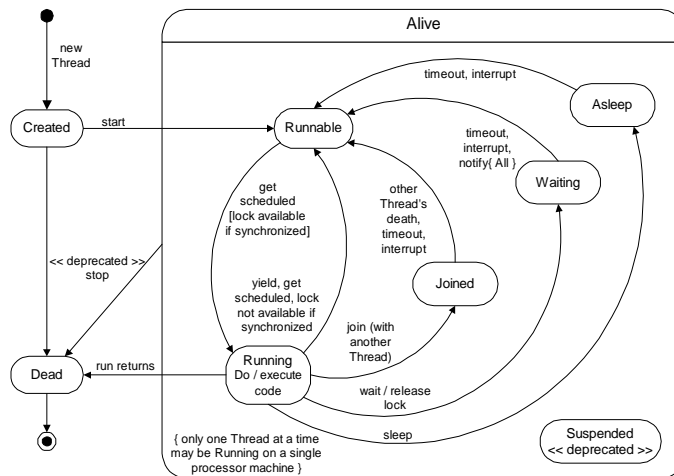 Alive
new
Thread
timeout, interrupt
Asleep
Created
start
Runnable
timeout,
interrupt,
notify{ All }
Waiting
get
scheduled
[lock available
if synchronized]
other
Thread's
death,
timeout,
interrupt
<< deprecated >>
stop
Joined
yield, get
scheduled, lock
not available if
synchronized
join (with
another
Thread)
Dead
run returns
Running
Do / execute
code
wait / release
lock
sleep
{ only one Thread at a time
may be Running on a single
processor machine }
Suspended
<< deprecated >>